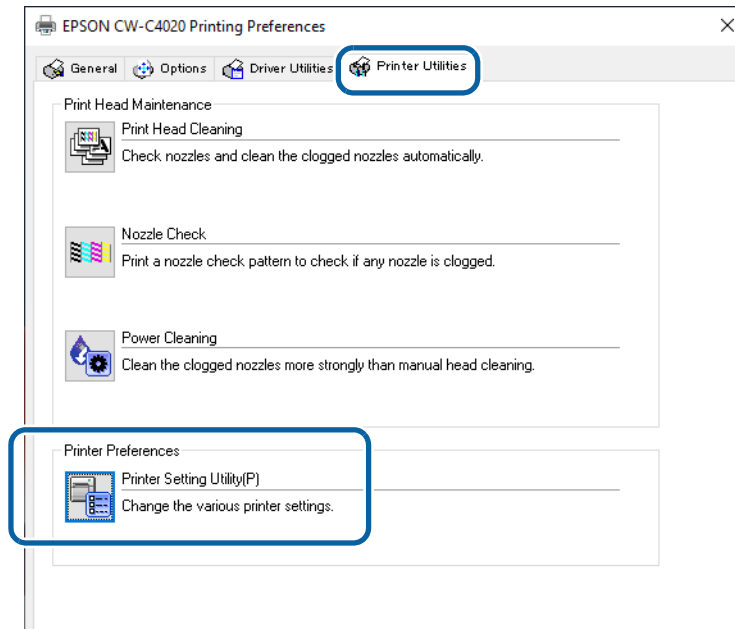 EPSON CW-C4020 Printing Preferences
General Options Driver Utilities Printer Utilities
Print Head Maintenance
Print Head Cleaning
Check nozzles and clean the clogged nozzles automatically.
Nozzle Check
Print a nozzle check pattern to check if any nozzle is clogged.
Power Cleaning
Clean the clogged nozzles more strongly than manual head cleaning.
Printer Preferences
Printer Setting Utility(P)
Change the various printer settings.